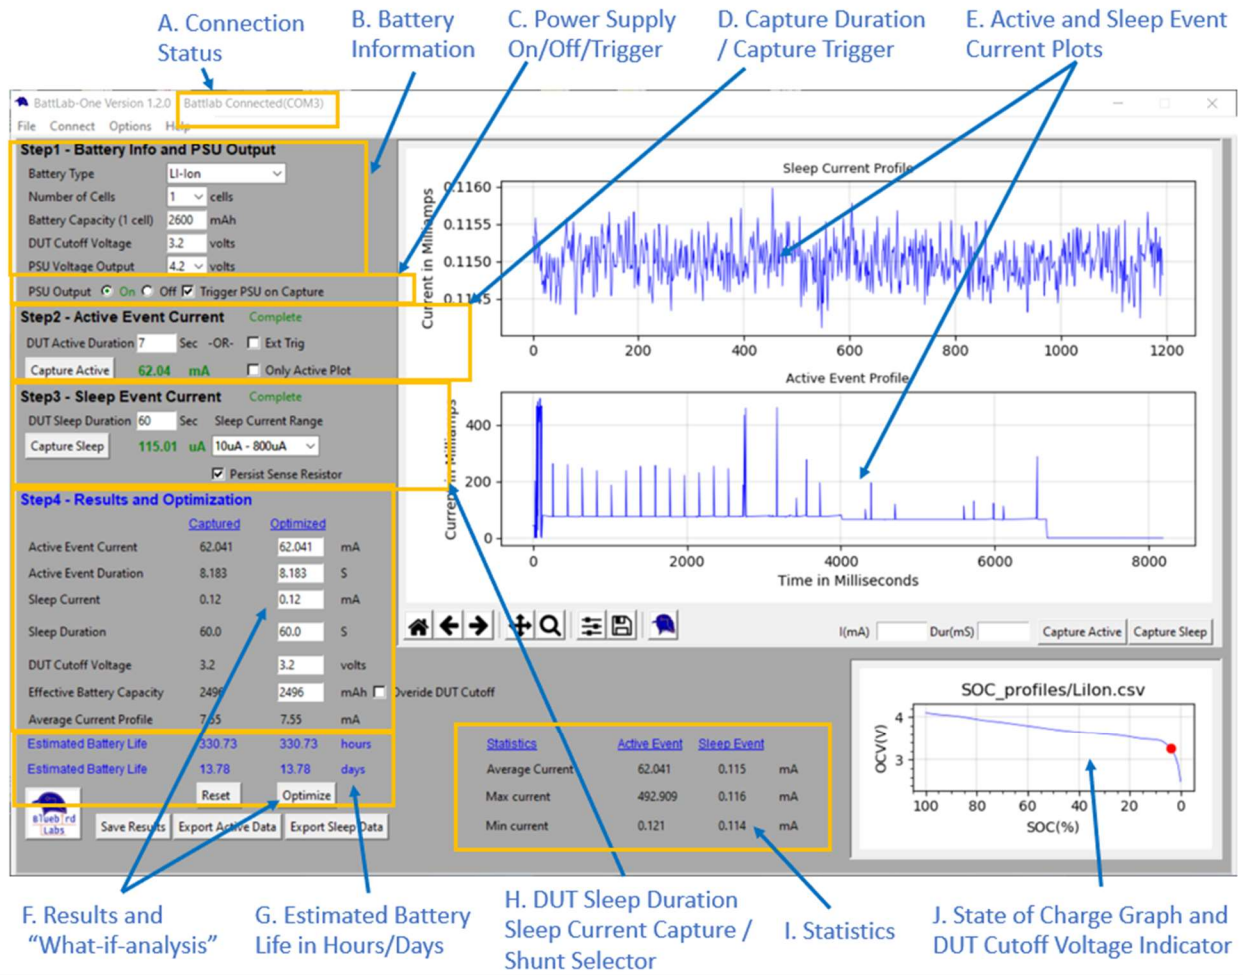 A. Connection
Status
B. Battery
Information
C. Power Supply
On/Off/Trigger
D. Capture Duration
/ Capture Trigger
E. Active and Sleep Event
Current Plots
BattLab-One Version 1.2.0 Battlab Connected(COM3)
File Connect Options Help
Step1 - Battery Info and PSU Output
Battery Type LI-Ion
Number of Cells 1 cells
Battery Capacity (1 cell) 2600 mAh
DUT Cutoff Voltage 3.2 volts
PSU Voltage Output 4.2 volts
PSU Output On Off Trigger PSU on Capture
Step2 - Active Event Current Complete
DUT Active Duration 7 Sec -OR- Ext Trig
Capture Active 62.04 mA Only Active Plot
Step3 - Sleep Event Current Complete
DUT Sleep Duration 60 Sec Sleep Current Range
Capture Sleep 115.01 uA 10uA - 800uA
Persist Sense Resistor
Step4 - Results and Optimization
Captured Optimized
Active Event Current 62.041 62.041 mA
Active Event Duration 8.183 8.183 S
Sleep Current 0.12 0.12 mA
Sleep Duration 60.0 60.0 S
DUT Cutoff Voltage 3.2 3.2 volts
Effective Battery Capacity 2496 2496 mAh Overide DUT Cutoff
Average Current Profile 7.55 7.55 mA
Estimated Battery Life 330.73 330.73 hours
Estimated Battery Life 13.78 13.78 days
Reset Optimize
Bluebird
Labs
Save Results Export Active Data Export Sleep Data
Sleep Current Profile
Current in Milliamps
0.1160
0.1155
0.1150
0.1145
0 200 400 600 800 1000 1200
Active Event Profile
Current in Milliamps
400
200
0
0 2000 4000 6000 8000
Time in Milliseconds
I(mA) Dur(mS) Capture Active Capture Sleep
Statistics Active Event Sleep Event
Average Current 62.041 0.115 mA
Max current 492.909 0.116 mA
Min current 0.121 0.114 mA
SOC_profiles/LiIon.csv
OCV(V)
4
3
100 80 60 40 20 0
SOC(%)
F. Results and
"What-if-analysis"
G. Estimated Battery
Life in Hours/Days
H. DUT Sleep Duration
Sleep Current Capture /
Shunt Selector
I. Statistics
J. State of Charge Graph and
DUT Cutoff Voltage Indicator